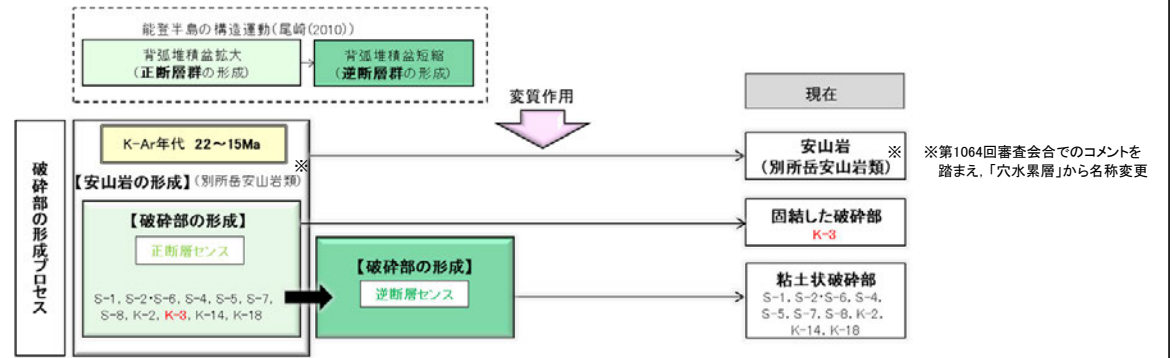 能登半島の構造運動(尾崎(2010))
背弧堆積盆拡大
(正断層群の形成)
背弧堆積盆短縮
(逆断層群の形成)
変質作用
現在
破砕部の形成プロセス
K-Ar年代 22～15Ma
※
【安山岩の形成】(別所岳安山岩類)
安山岩
(別所岳安山岩類)
※
※第1064回審査会合でのコメントを
踏まえ,「穴水累層」から名称変更
【破砕部の形成】
正断層センス
S-1, S-2・S-6, S-4, S-5, S-7,
S-8, K-2, K-3, K-14, K-18
【破砕部の形成】
逆断層センス
固結した破砕部
K-3
粘土状破砕部
S-1, S-2・S-6, S-4,
S-5, S-7, S-8, K-2,
K-14, K-18